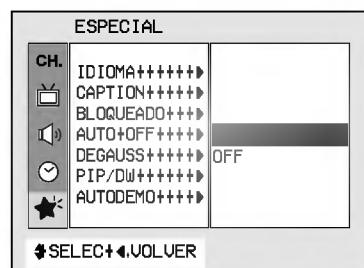 ESPECIAL
CH.
IDIOMA++++++
CAPTION+++++
BLOQUEADO+++
AUTO+OFF++++
DEGAUSS+++++ OFF
PIP/DW++++++
AUTODEMO++++
SELEC+ VOLVER